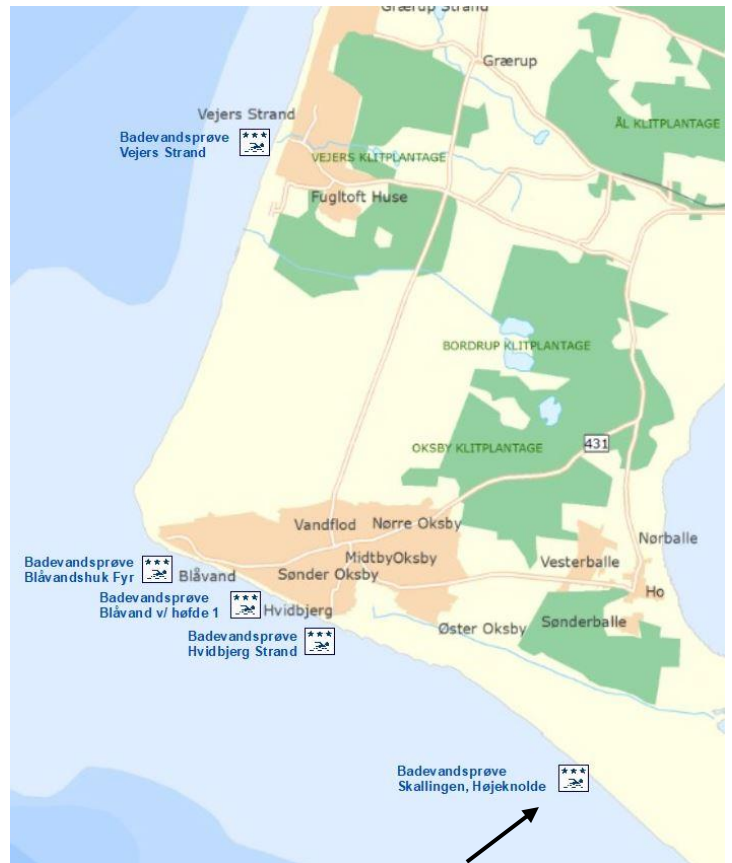 Grærup Strand
Grærup
Vejers Strand
ÅL KLITPLANTAGE
Badevandsprøve
Vejers Strand
VEJERS KLITPLANTAGE
Fugltoft Huse
BORDRUP KLITPLANTAGE
OKSBY KLITPLANTAGE
431
Vandflod
Nørre Oksby
Nørballe
Badevandsprøve
Blåvandshuk Fyr
Blåvand
MidtbyOksby
Sønder Oksby
Vesterballe
Ho
Badevandsprøve
Blåvand v/ høfde 1
Hvidbjerg
Badevandsprøve
Hvidbjerg Strand
Øster Oksby
Sønderballe
Badevandsprøve
Skallingen, Højeknolde